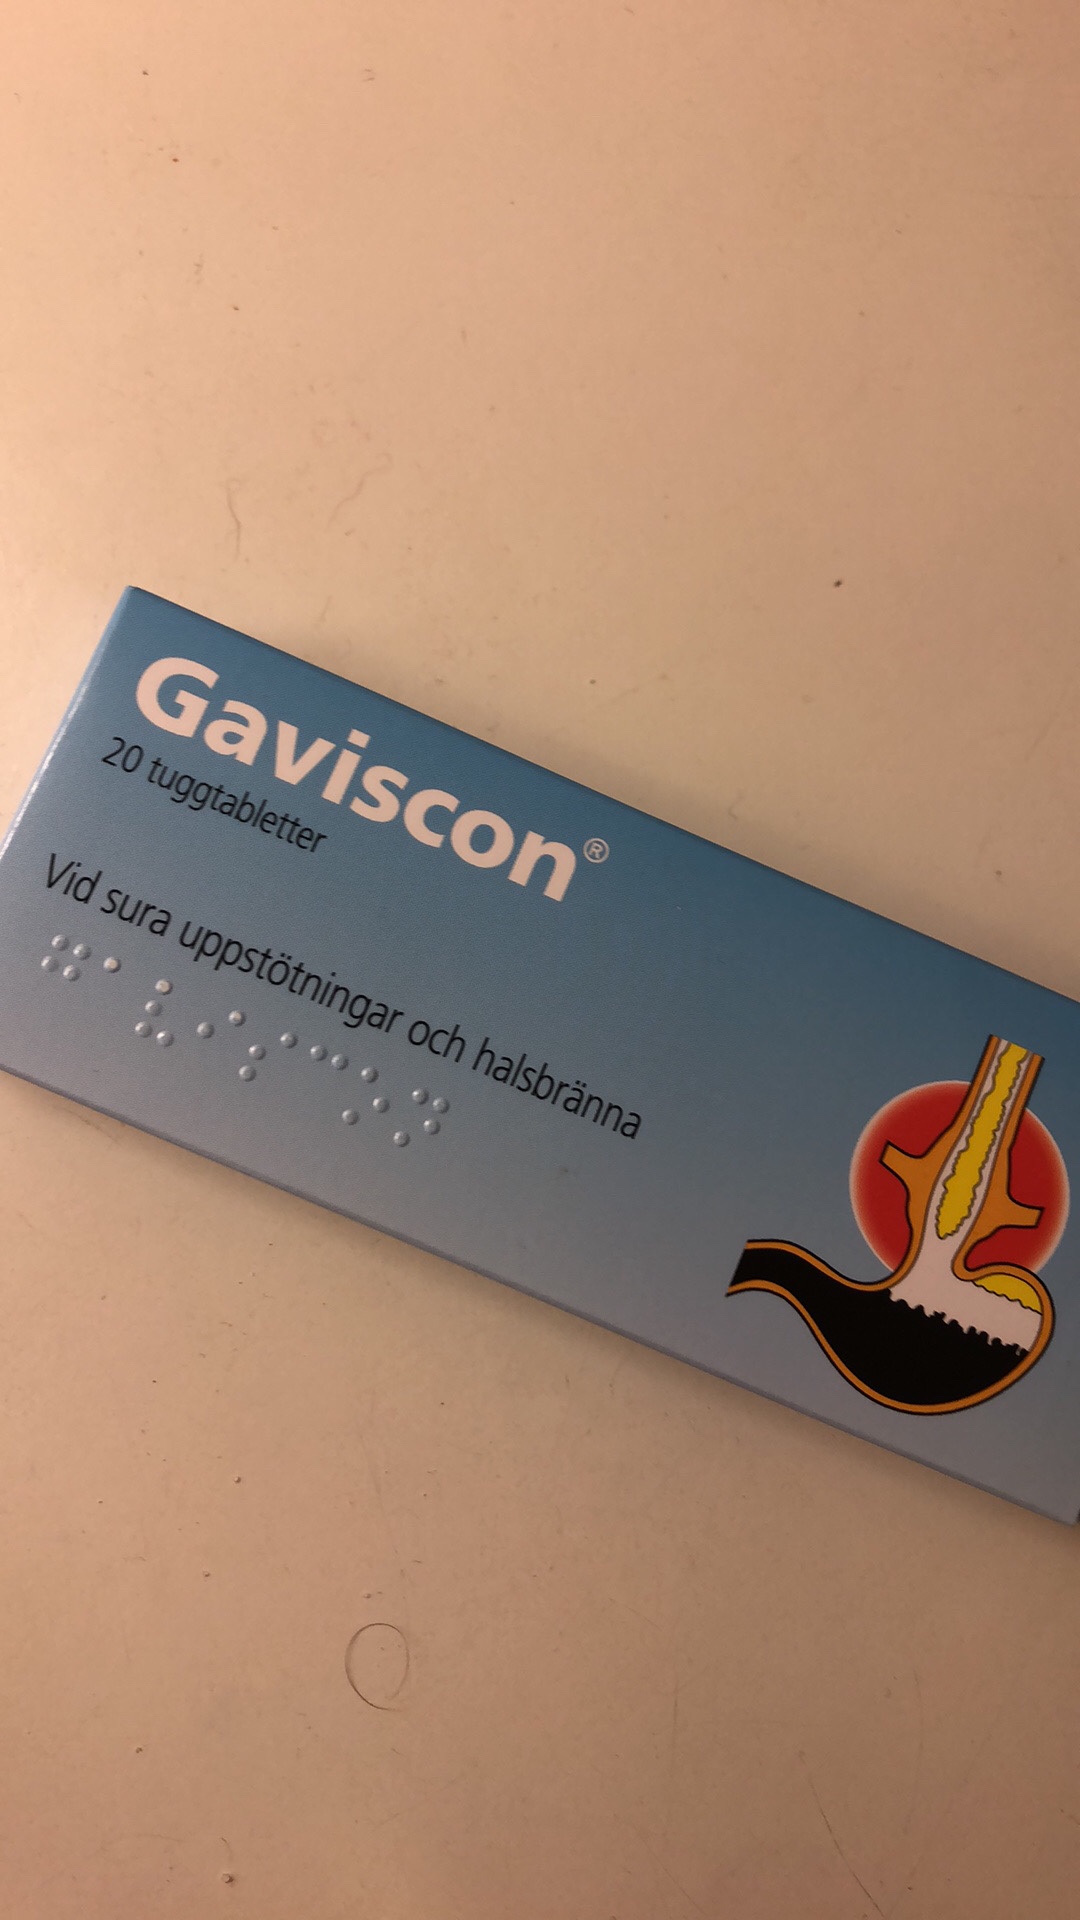 Gaviscon®
20 tuggtabletter
Vid sura uppstötningar och halsbränna
⠛⠁⠧⠊⠎⠉⠕⠝